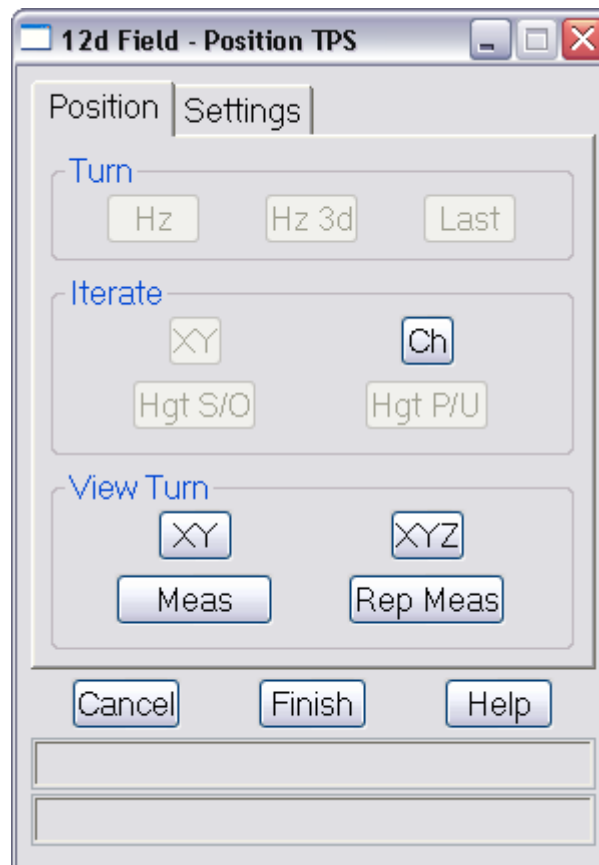 12d Field - Position TPS
Position Settings
Turn
Hz Hz 3d Last
Iterate
XY Ch
Hgt S/O Hgt P/U
View Turn
XY XYZ
Meas Rep Meas
Cancel Finish Help